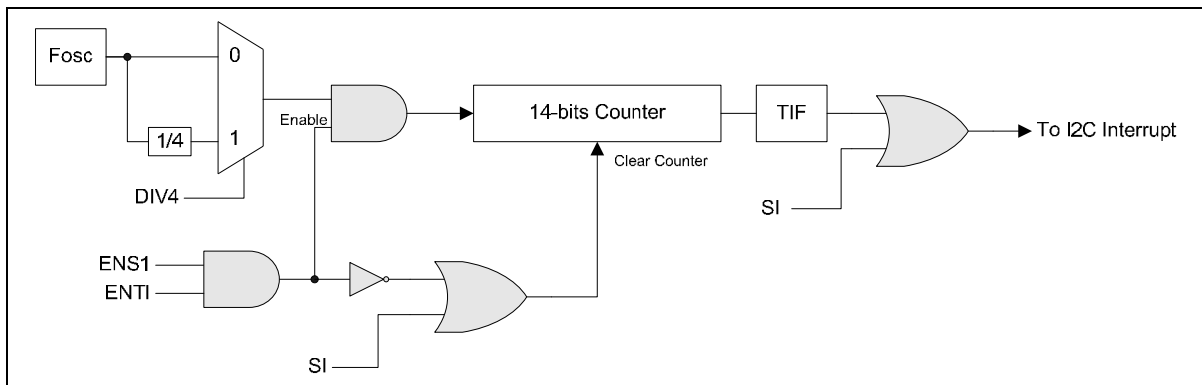 Fosc
0
1/4
1
DIV4
Enable
14-bits Counter
TIF
To I2C Interrupt
Clear Counter
SI
ENS1
ENTI
SI